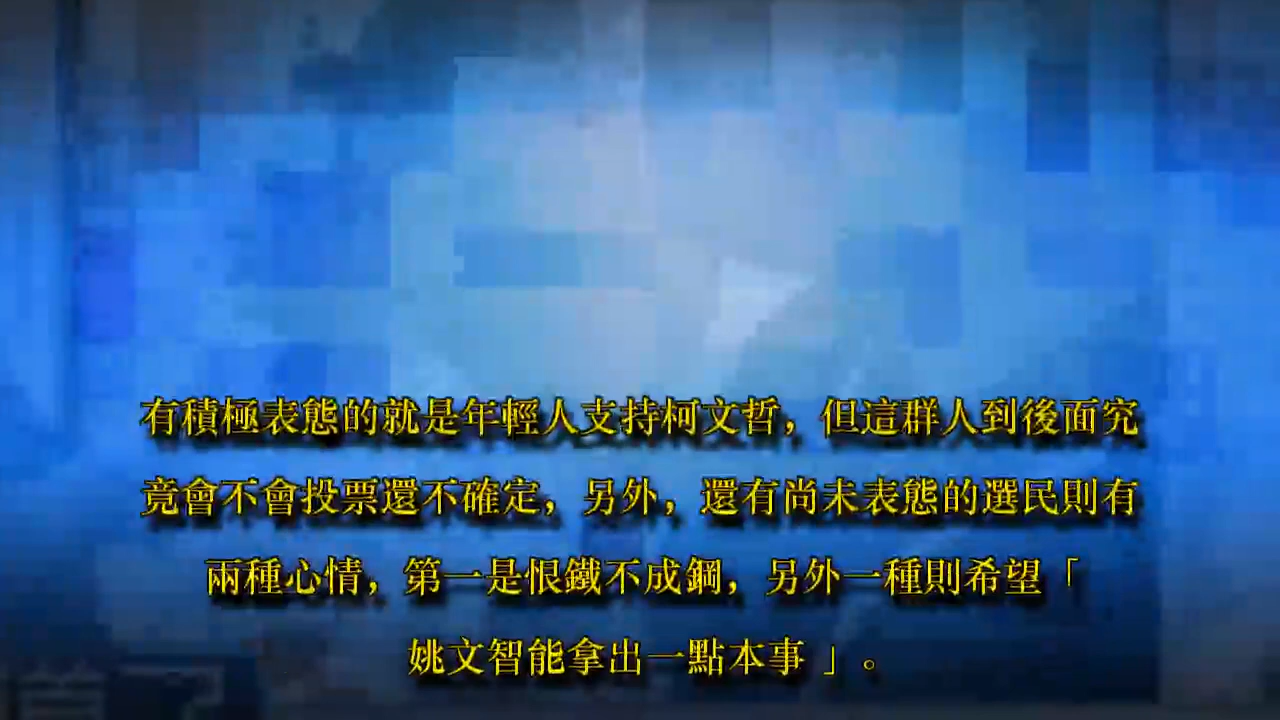 有積極表態的就是年輕人支持柯文哲，但這群人到後面究
竟會不會投票還不確定，另外，還有尚未表態的選民則有
兩種心情，第一是恨鐵不成鋼，另外一種則希望「
姚文智能拿出一點本事 」。